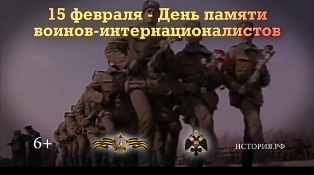 15 февраля - День памяти
воинов-интернационалистов
6+
ИСТОРИЯ.РФ